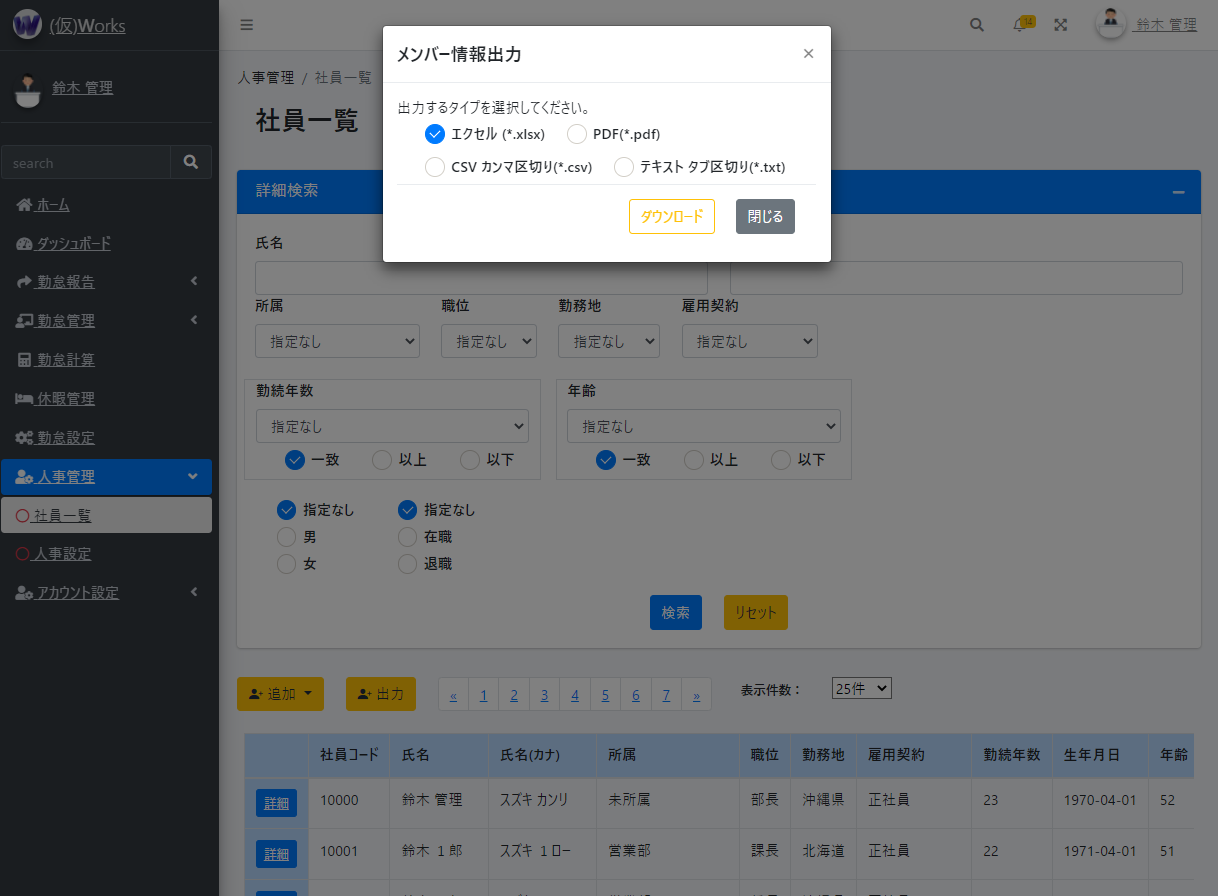 (仮)Works
14
鈴木 管理
鈴木 管理
search
ホーム
ダッシュボード
勤怠報告
勤怠管理
勤怠計算
休暇管理
勤怠設定
人事管理
社員一覧
人事設定
アカウント設定
人事管理 / 社員一覧
社員一覧
メンバー情報出力
×
出力するタイプを選択してください。
エクセル (*.xlsx) PDF(*.pdf)
CSV カンマ区切り(*.csv) テキスト タブ区切り(*.txt)
ダウンロード 閉じる
詳細検索
氏名
所属 職位 勤務地 雇用契約
指定なし 指定なし 指定なし 指定なし
勤続年数 年齢
指定なし 指定なし
一致 以上 以下 一致 以上 以下
指定なし 指定なし
男 在職
女 退職
検索 リセット
追加 出力 « 1 2 3 4 5 6 7 » 表示件数： 25件
社員コード 氏名 氏名(カナ) 所属 職位 勤務地 雇用契約 勤続年数 生年月日 年齢
詳細 10000 鈴木 管理 スズキ カンリ 未所属 部長 沖縄県 正社員 23 1970-04-01 52
詳細 10001 鈴木 １郎 スズキ １ロー 営業部 課長 北海道 正社員 22 1971-04-01 51